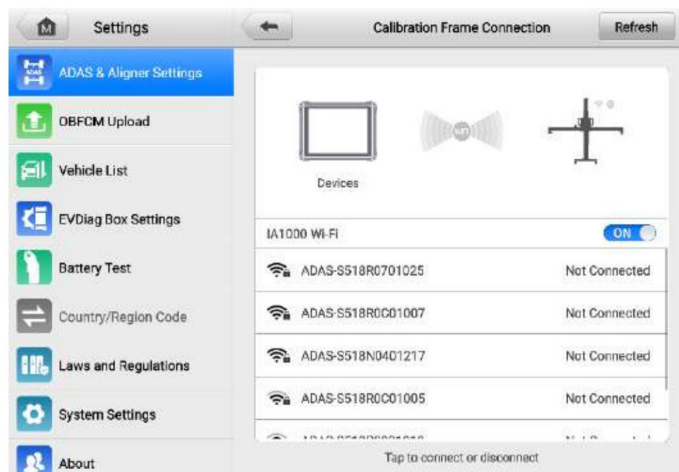 Settings
Calibration Frame Connection
Refresh
ADAS & Aligner Settings
OBFCM Upload
Vehicle List
EVDiag Box Settings
Battery Test
Country/Region Code
Laws and Regulations
System Settings
About
Devices
IA1000 Wi-Fi
ON
ADAS-S518R0701025 Not Connected
ADAS-S518R0C01007 Not Connected
ADAS-S518N0401217 Not Connected
ADAS-S518R0C01005 Not Connected
Tap to connect or disconnect